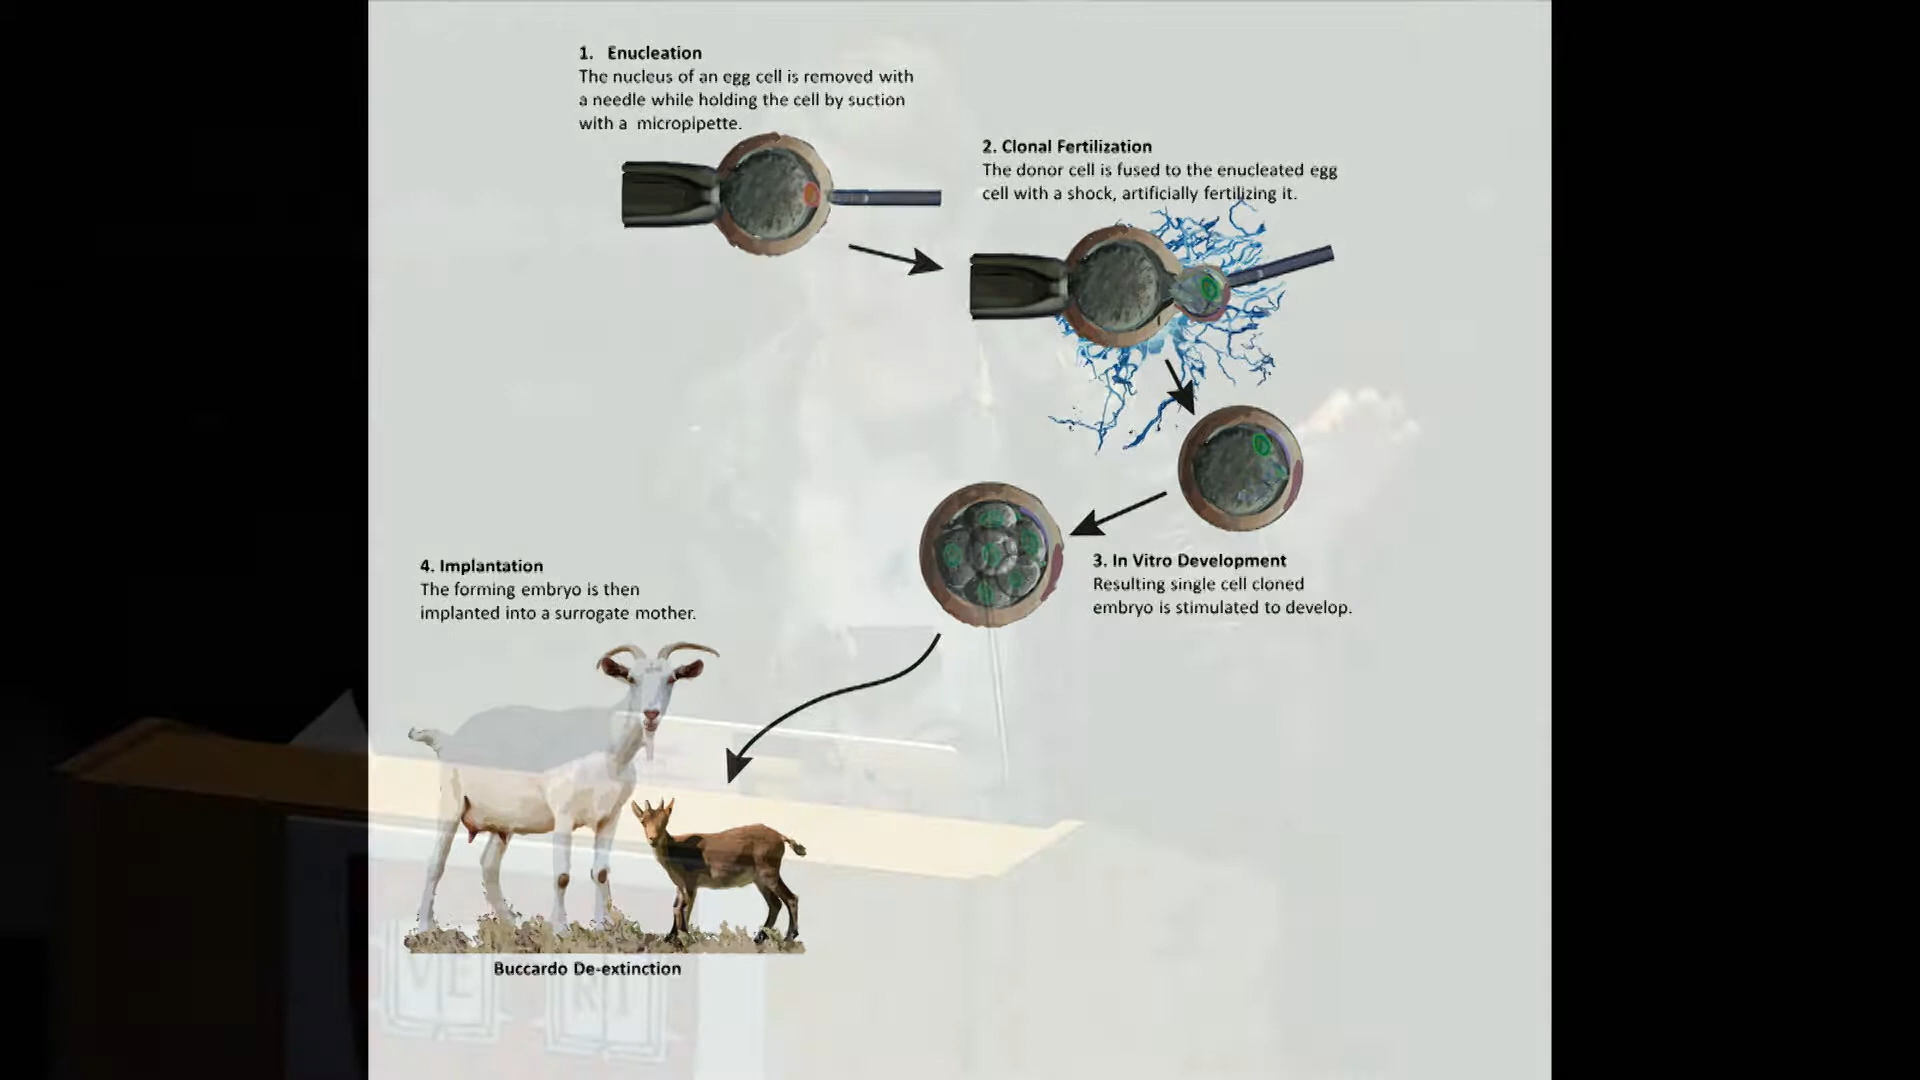 1. Enucleation
The nucleus of an egg cell is removed with
a needle while holding the cell by suction
with a micropipette.
2. Clonal Fertilization
The donor cell is fused to the enucleated egg
cell with a shock, artificially fertilizing it.
3. In Vitro Development
Resulting single cell cloned
embryo is stimulated to develop.
4. Implantation
The forming embryo is then
implanted into a surrogate mother.
Buccardo De-extinction
VE RI